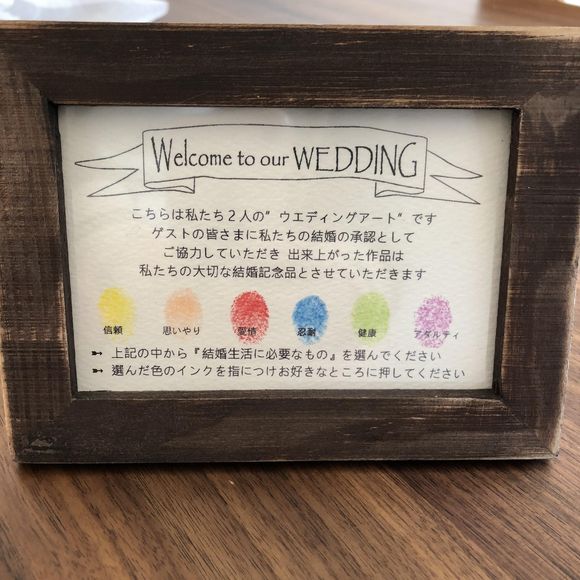 Welcome to our WEDDING
こちらは私たち２人の”ウエディングアート“です
ゲストの皆さまに私たちの結婚の承認として
ご協力していただき 出来上がった作品は
私たちの大切な結婚記念品とさせていただきます
信頼 思いやり 愛情 忍耐 健康 アダルティ
➳ 上記の中から『結婚生活に必要なもの』を選んでください
➳ 選んだ色のインクを指につけお好きなところに押してください